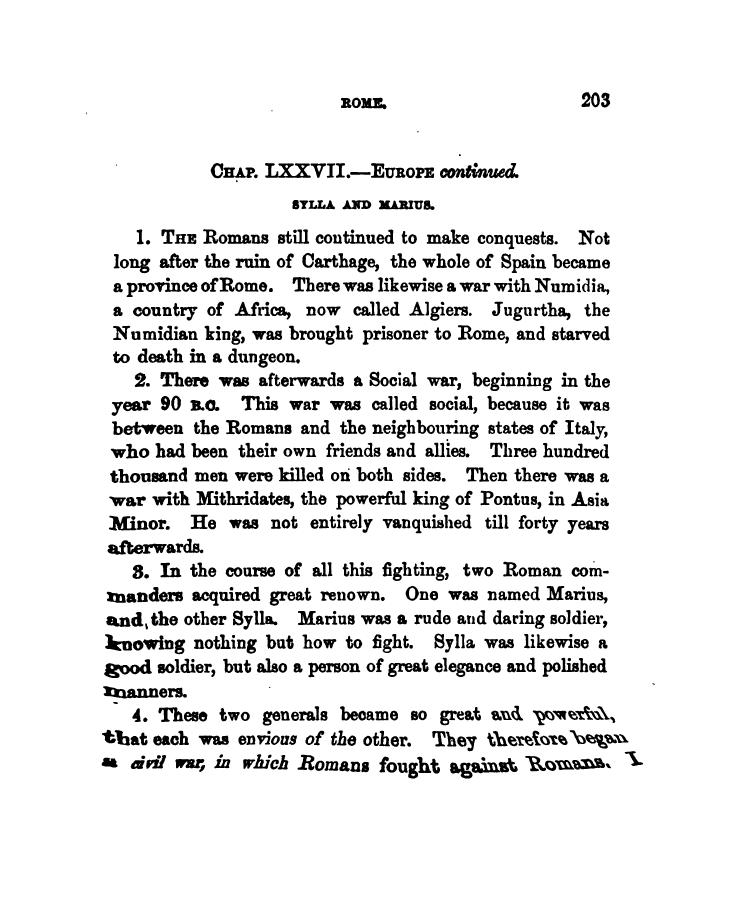 ROME. 203
CHAP. LXXVII.—EUROPE continued.
SYLLA AND MARIUS.
1. THE Romans still continued to make conquests. Not
long after the ruin of Carthage, the whole of Spain became
a province of Rome. There was likewise a war with Numidia,
a country of Africa, now called Algiers. Jugurtha, the
Numidian king, was brought prisoner to Rome, and starved
to death in a dungeon.
2. There was afterwards a Social war, beginning in the
year 90 B.C. This war was called social, because it was
between the Romans and the neighbouring states of Italy,
who had been their own friends and allies. Three hundred
thousand men were killed on both sides. Then there was a
war with Mithridates, the powerful king of Pontus, in Asia
Minor. He was not entirely vanquished till forty years
afterwards.
3. In the course of all this fighting, two Roman com-
manders acquired great renown. One was named Marius,
and the other Sylla. Marius was a rude and daring soldier,
knowing nothing but how to fight. Sylla was likewise a
good soldier, but also a person of great elegance and polished
manners.
4. These two generals became so great and powerful,
that each was envious of the other. They therefore began
a civil war, in which Romans fought against Romans. I